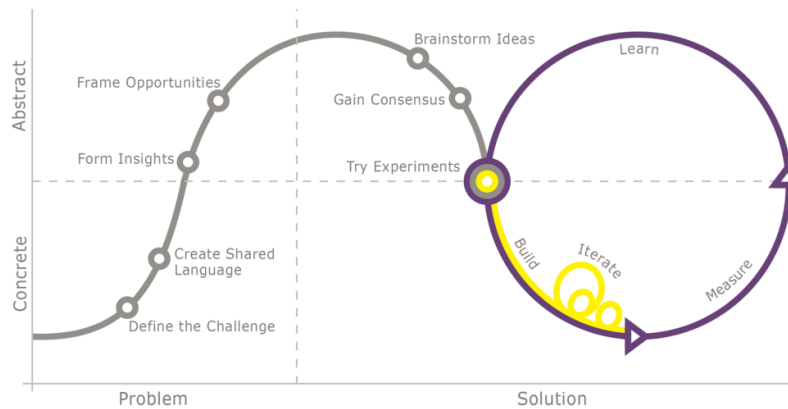 Abstract
Concrete
Brainstorm Ideas
Learn
Frame Opportunities
Gain Consensus
Form Insights
Try Experiments
Create Shared
Language
Build
Iterate
Measure
Define the Challenge
Problem
Solution